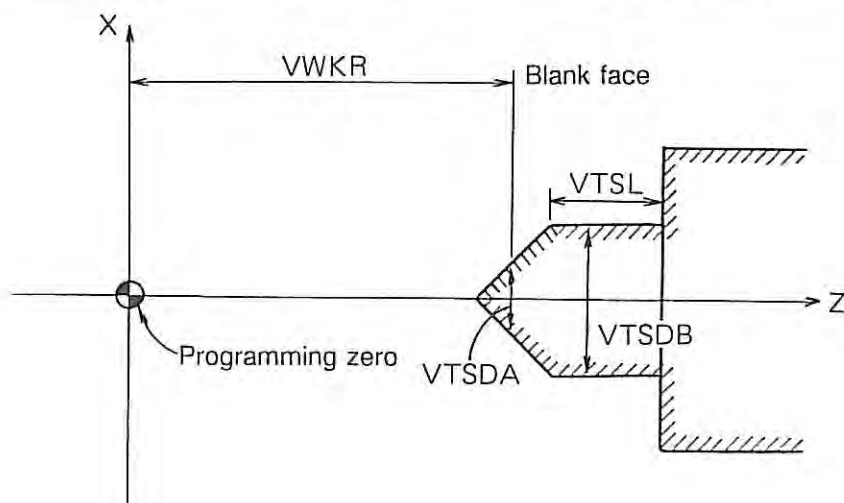 X
VWKR
Blank face
VTSL
Z
Programming zero
VTSDB
VTSDA